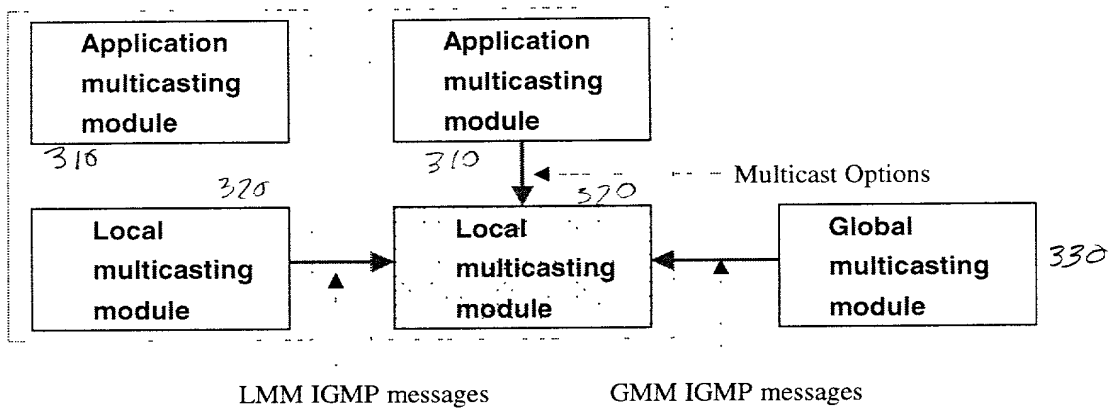 Application
multicasting
module
310
Application
multicasting
module
310
Multicast Options
320
320
Local
multicasting
module
Local
multicasting
module
Global
multicasting
module
330
LMM IGMP messages
GMM IGMP messages